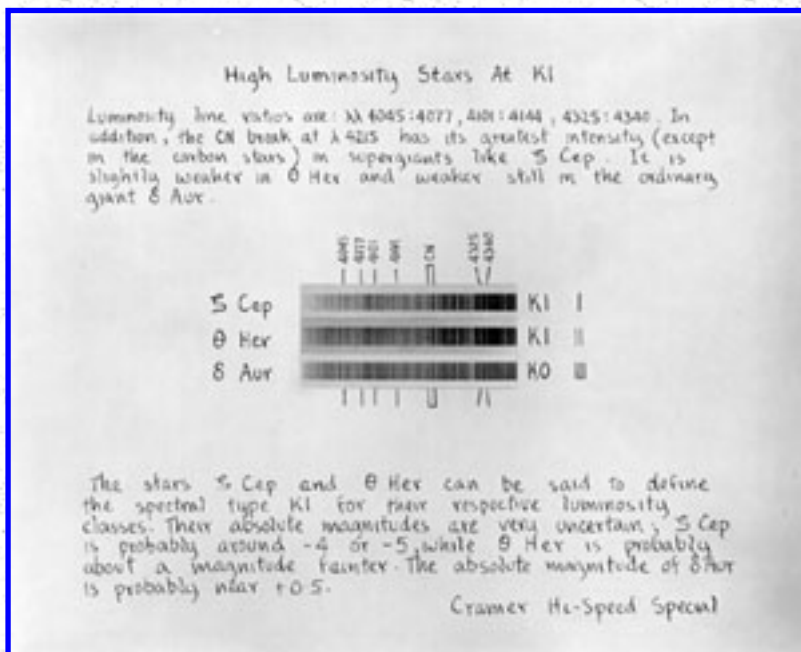 High Luminosity Stars At K1
Luminosity line ratios are: λλ 4045:4077, 4101:4144, 4325:4340. In
addition, the CN break at λ 4215 has its greatest intensity (except
in the carbon stars) in supergiants like ζ Cep. It is
slightly weaker in θ Her and weaker still in the ordinary
giant δ Aur.
4045 4077 4101 4144 CN 4325 4340
ζ Cep K1 I
θ Her K1 II
δ Aur K0 III
The stars ζ Cep and θ Her can be said to define
the spectral type K1 for their respective luminosity
classes. Their absolute magnitudes are very uncertain; ζ Cep
is probably around -4 or -5, while θ Her is probably
about a magnitude fainter. The absolute magnitude of δ Aur
is probably near +0.5.
Cramer Hi-Speed Special